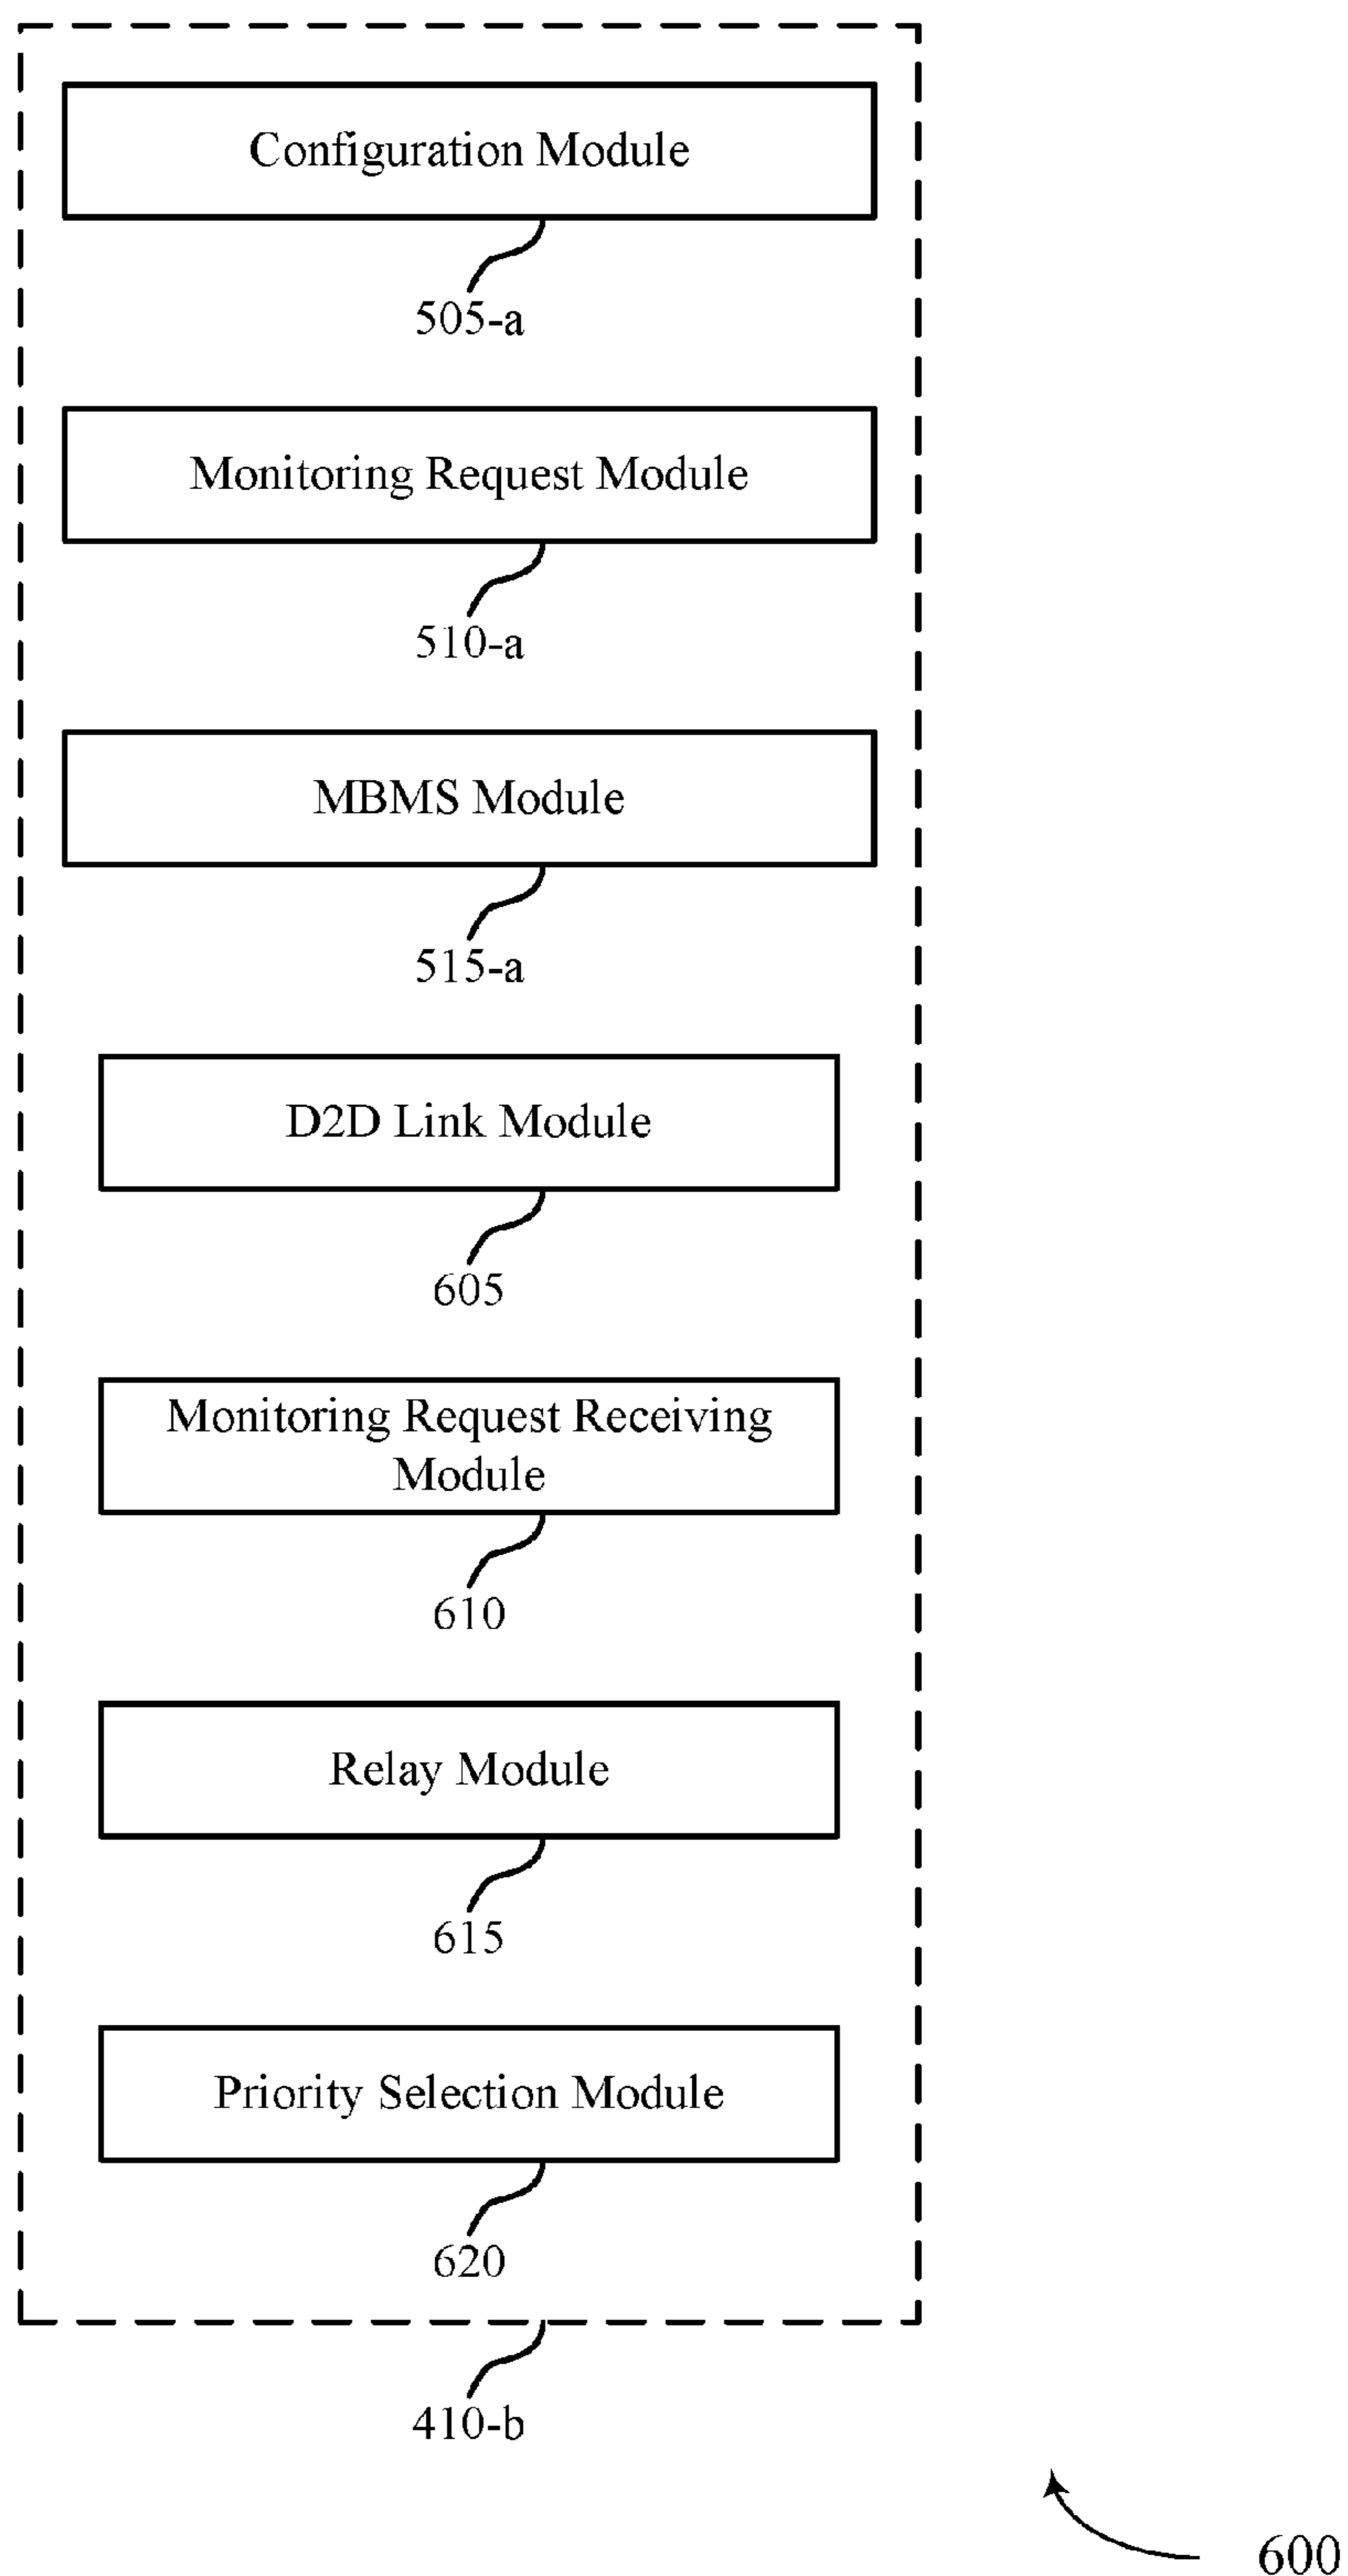 Configuration Module
505-a
Monitoring Request Module
510-a
MBMS Module
515-a
D2D Link Module
605
Monitoring Request Receiving
Module
610
Relay Module
615
Priority Selection Module
620
410-b
600